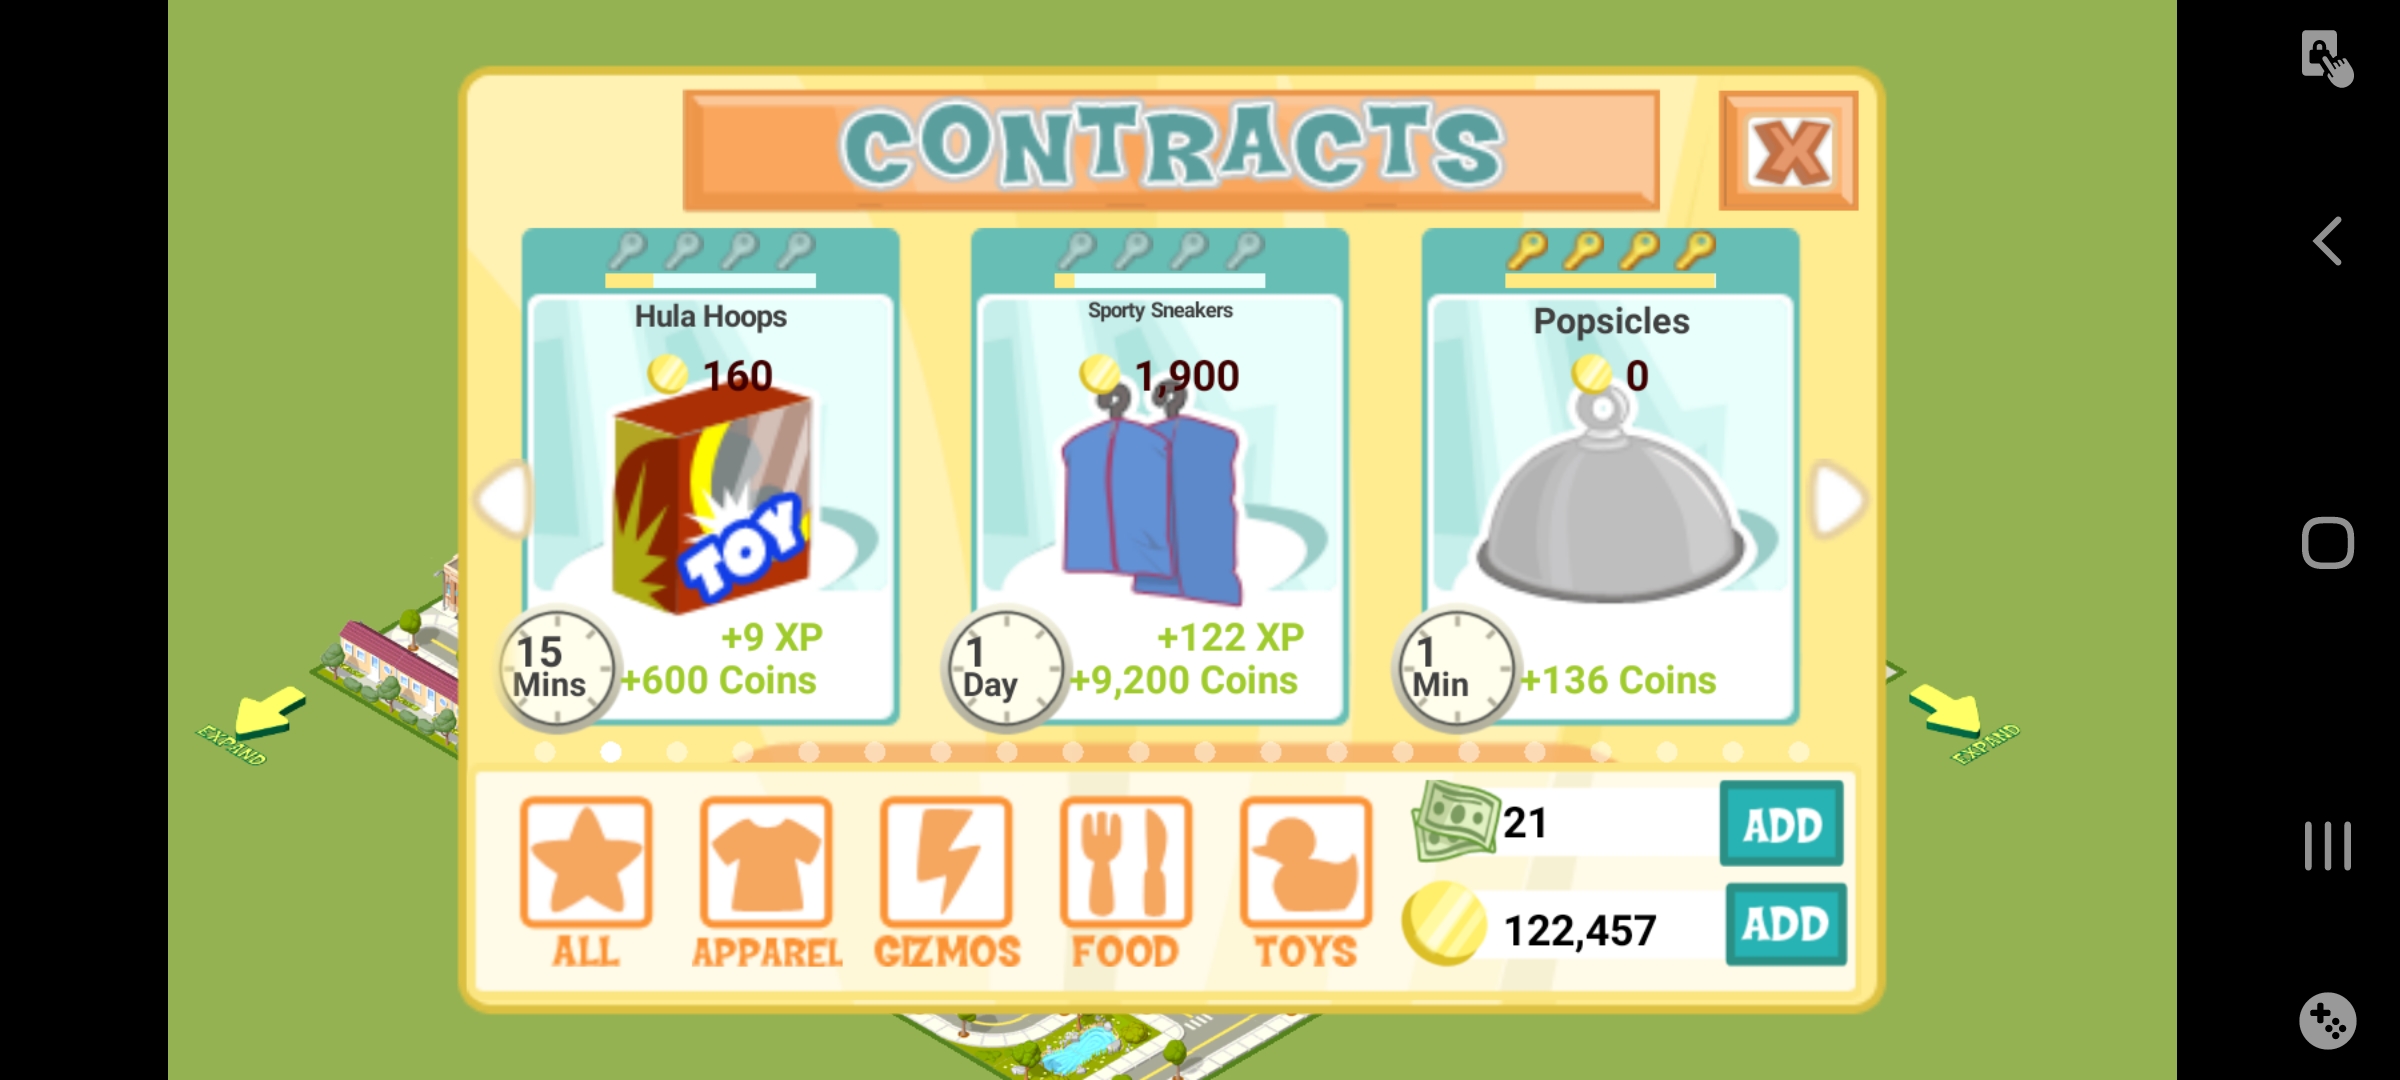 CONTRACTS
X
Hula Hoops
160
TOY
15
Mins
+9 XP
+600 Coins
Sporty Sneakers
1,900
1
Day
+122 XP
+9,200 Coins
Popsicles
0
1
Min
+136 Coins
EXPAND
EXPAND
ALL
APPAREL
GIZMOS
FOOD
TOYS
21
ADD
122,457
ADD